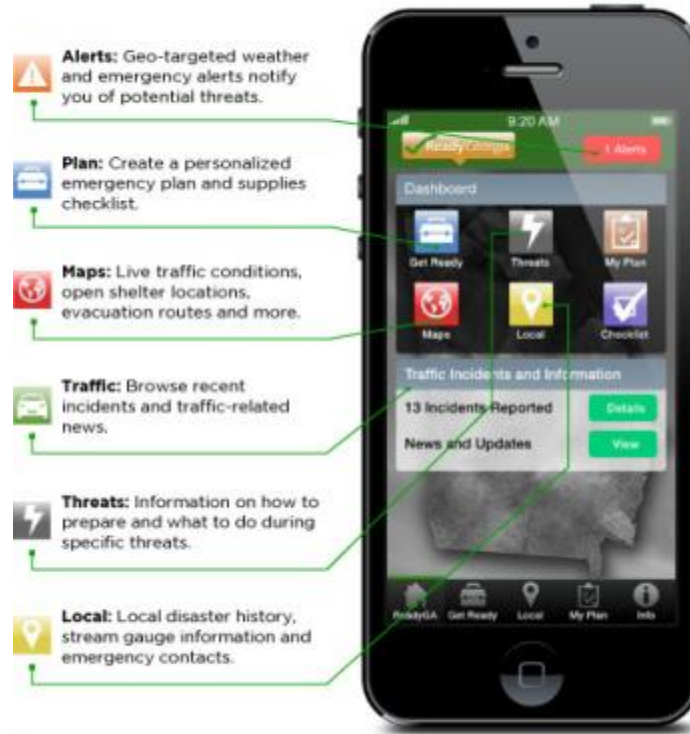 Alerts: Geo-targeted weather
and emergency alerts notify
you of potential threats.
Plan: Create a personalized
emergency plan and supplies
checklist.
Maps: Live traffic conditions,
open shelter locations,
evacuation routes and more.
Traffic: Browse recent
incidents and traffic-related
news.
Threats: Information on how to
prepare and what to do during
specific threats.
Local: Local disaster history,
stream gauge information and
emergency contacts.
9:20 AM
ReadyGeorgia
1 Alerts
Dashboard
Get Ready Threats My Plan
Maps Local Checklist
Traffic Incidents and Information
13 Incidents Reported Details
News and Updates View
ReadyGA Get Ready Local My Plan Info